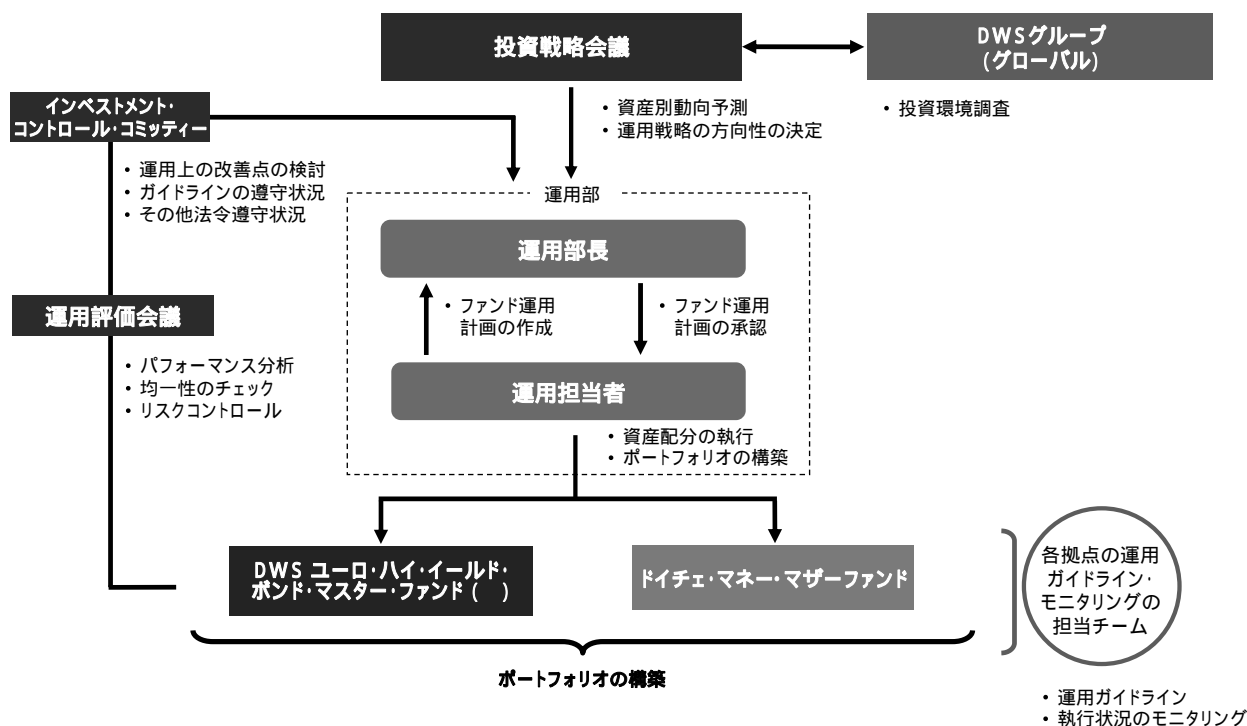 投資戦略会議
DWSグループ
(グローバル)
・資産別動向予測
・運用戦略の方向性の決定
・投資環境調査
インベストメント・
コントロール・コミッティー
・運用上の改善点の検討
・ガイドラインの遵守状況
・その他法令遵守状況
運用部
運用部長
・ファンド運用
計画の作成
・ファンド運用
計画の承認
運用評価会議
・パフォーマンス分析
・均一性のチェック
・リスクコントロール
運用担当者
・資産配分の執行
・ポートフォリオの構築
DWS ユーロ・ハイ・イールド・
ボンド・マスター・ファンド ( )
ドイチェ・マネー・マザーファンド
各拠点の運用
ガイドライン・
モニタリングの
担当チーム
ポートフォリオの構築
・運用ガイドライン
・執行状況のモニタリング